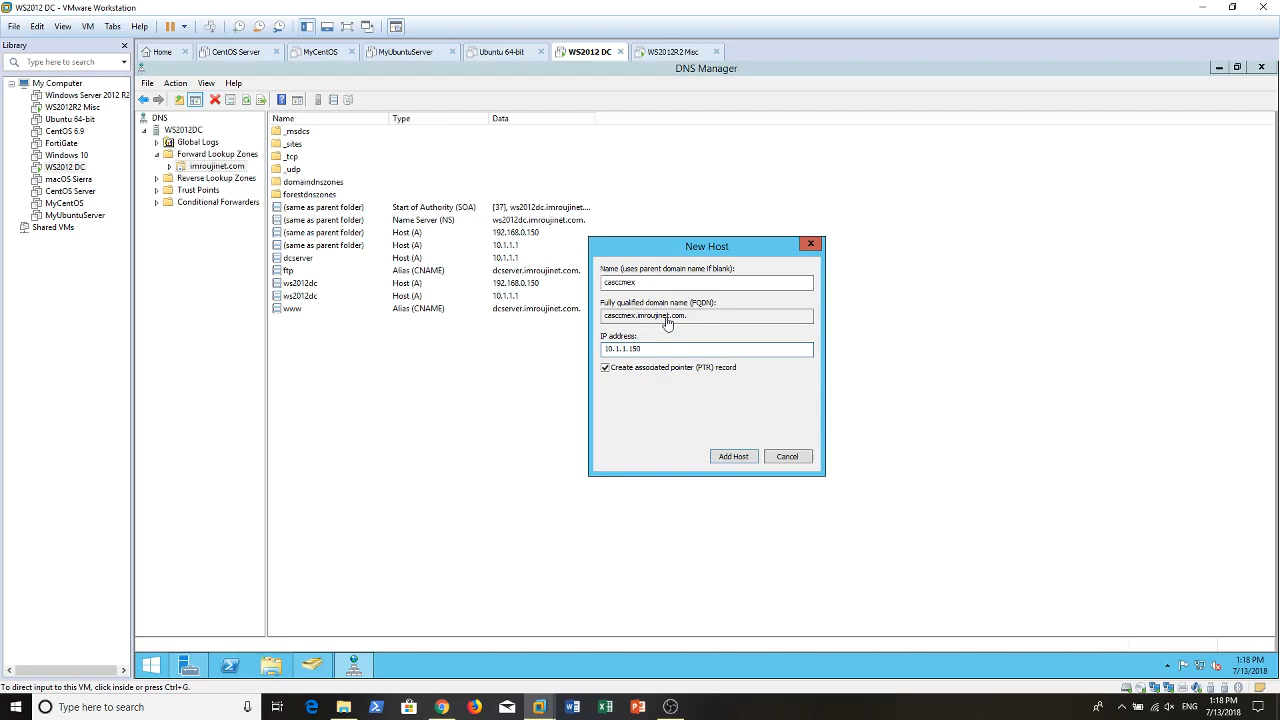 WS2012 DC - VMware Workstation
File Edit View VM Tabs Help
Library
Type here to search
My Computer
Windows Server 2012 R2
WS2012R2 Misc
Ubuntu 64-bit
CentOS 6.9
FortiGate
Windows 10
WS2012 DC
macOS Sierra
CentOS Server
MyCentOS
MyUbuntuServer
Shared VMs
Home CentOS Server MyCentOS MyUbuntuServer Ubuntu 64-bit WS2012 DC WS2012R2 Misc
DNS Manager
File Action View Help
DNS
WS2012DC
Global Logs
Forward Lookup Zones
imroujinet.com
Reverse Lookup Zones
Trust Points
Conditional Forwarders
Name Type Data
_msdcs
_sites
_tcp
_udp
domaindnszones
forestdnszones
(same as parent folder) Start of Authority (SOA) [37], ws2012dc.imroujinet....
(same as parent folder) Name Server (NS) ws2012dc.imroujinet.com.
(same as parent folder) Host (A) 192.168.0.150
(same as parent folder) Host (A) 10.1.1.1
dcserver Host (A) 10.1.1.1
ftp Alias (CNAME) dcserver.imroujinet.com.
ws2012dc Host (A) 192.168.0.150
ws2012dc Host (A) 10.1.1.1
www Alias (CNAME) dcserver.imroujinet.com.
New Host
Name (uses parent domain name if blank):
casccmex
Fully qualified domain name (FQDN):
casccmex.imroujinet.com.
IP address:
10.1.1.150
Create associated pointer (PTR) record
Add Host Cancel
1:18 PM
7/13/2018
To direct input to this VM, click inside or press Ctrl+G.
Type here to search
ENG
1:18 PM
7/13/2018